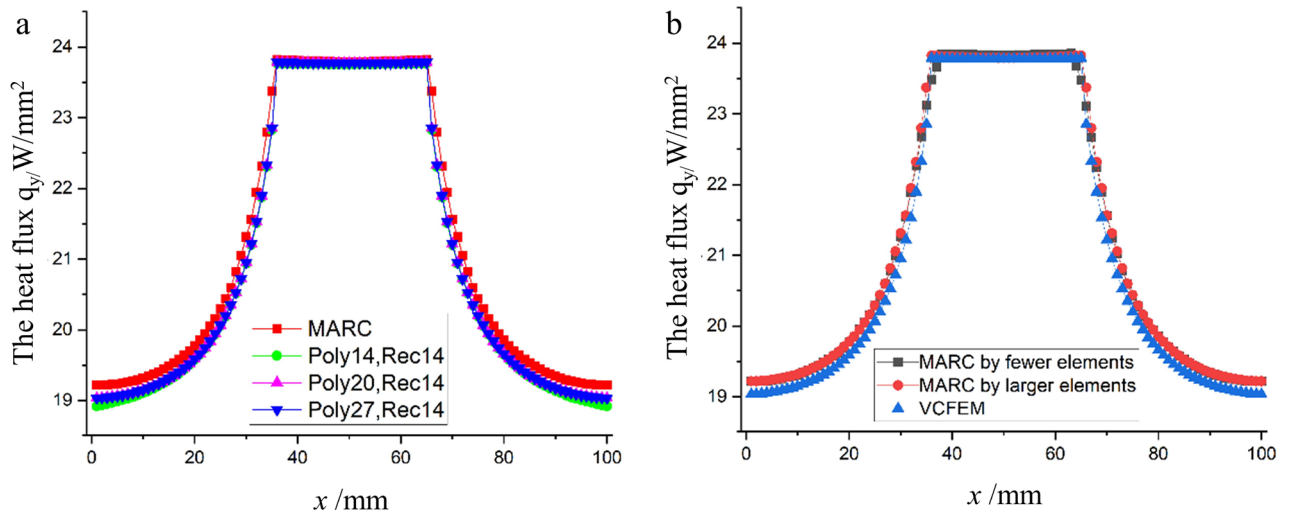 a
The heat flux q_y/W/mm²
24
23
22
21
20
19
0
20
40
60
80
100
x /mm
MARC
Poly14,Rec14
Poly20,Rec14
Poly27,Rec14
b
The heat flux q_y/W/mm²
24
23
22
21
20
19
0
20
40
60
80
100
x /mm
MARC by fewer elements
MARC by larger elements
VCFEM